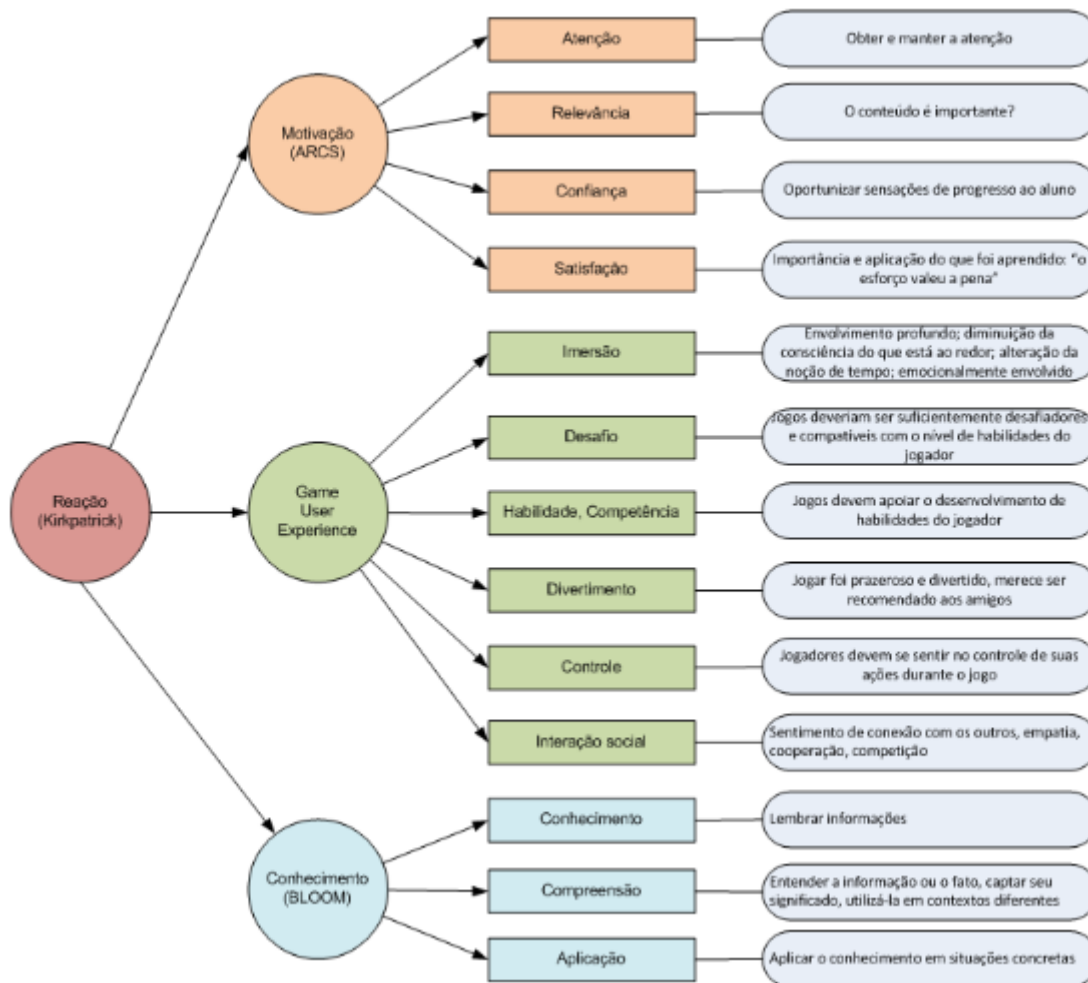 Atenção
Obter e manter a atenção
Motivação
(ARCS)
Relevância
O conteúdo é importante?
Confiança
Oportunizar sensações de progresso ao aluno
Satisfação
Importância e aplicação do que foi aprendido: “o
esforço valeu a pena”
Reação
(Kirkpatrick)
Game
User
Experience
Imersão
Envolvimento profundo; diminuição da
consciência do que está ao redor; alteração da
noção de tempo; emocionalmente envolvido
Desafio
Jogos deveriam ser suficientemente desafiadores
e compatíveis com o nível de habilidades do
jogador
Habilidade, Competência
Jogos devem apoiar o desenvolvimento de
habilidades do jogador
Divertimento
Jogar foi prazeroso e divertido, merece ser
recomendado aos amigos
Controle
Jogadores devem se sentir no controle de suas
ações durante o jogo
Interação social
Sentimento de conexão com os outros, empatia,
cooperação, competição
Conhecimento
(BLOOM)
Conhecimento
Lembrar informações
Compreensão
Entender a informação ou o fato, captar seu
significado, utilizá-la em contextos diferentes
Aplicação
Aplicar o conhecimento em situações concretas